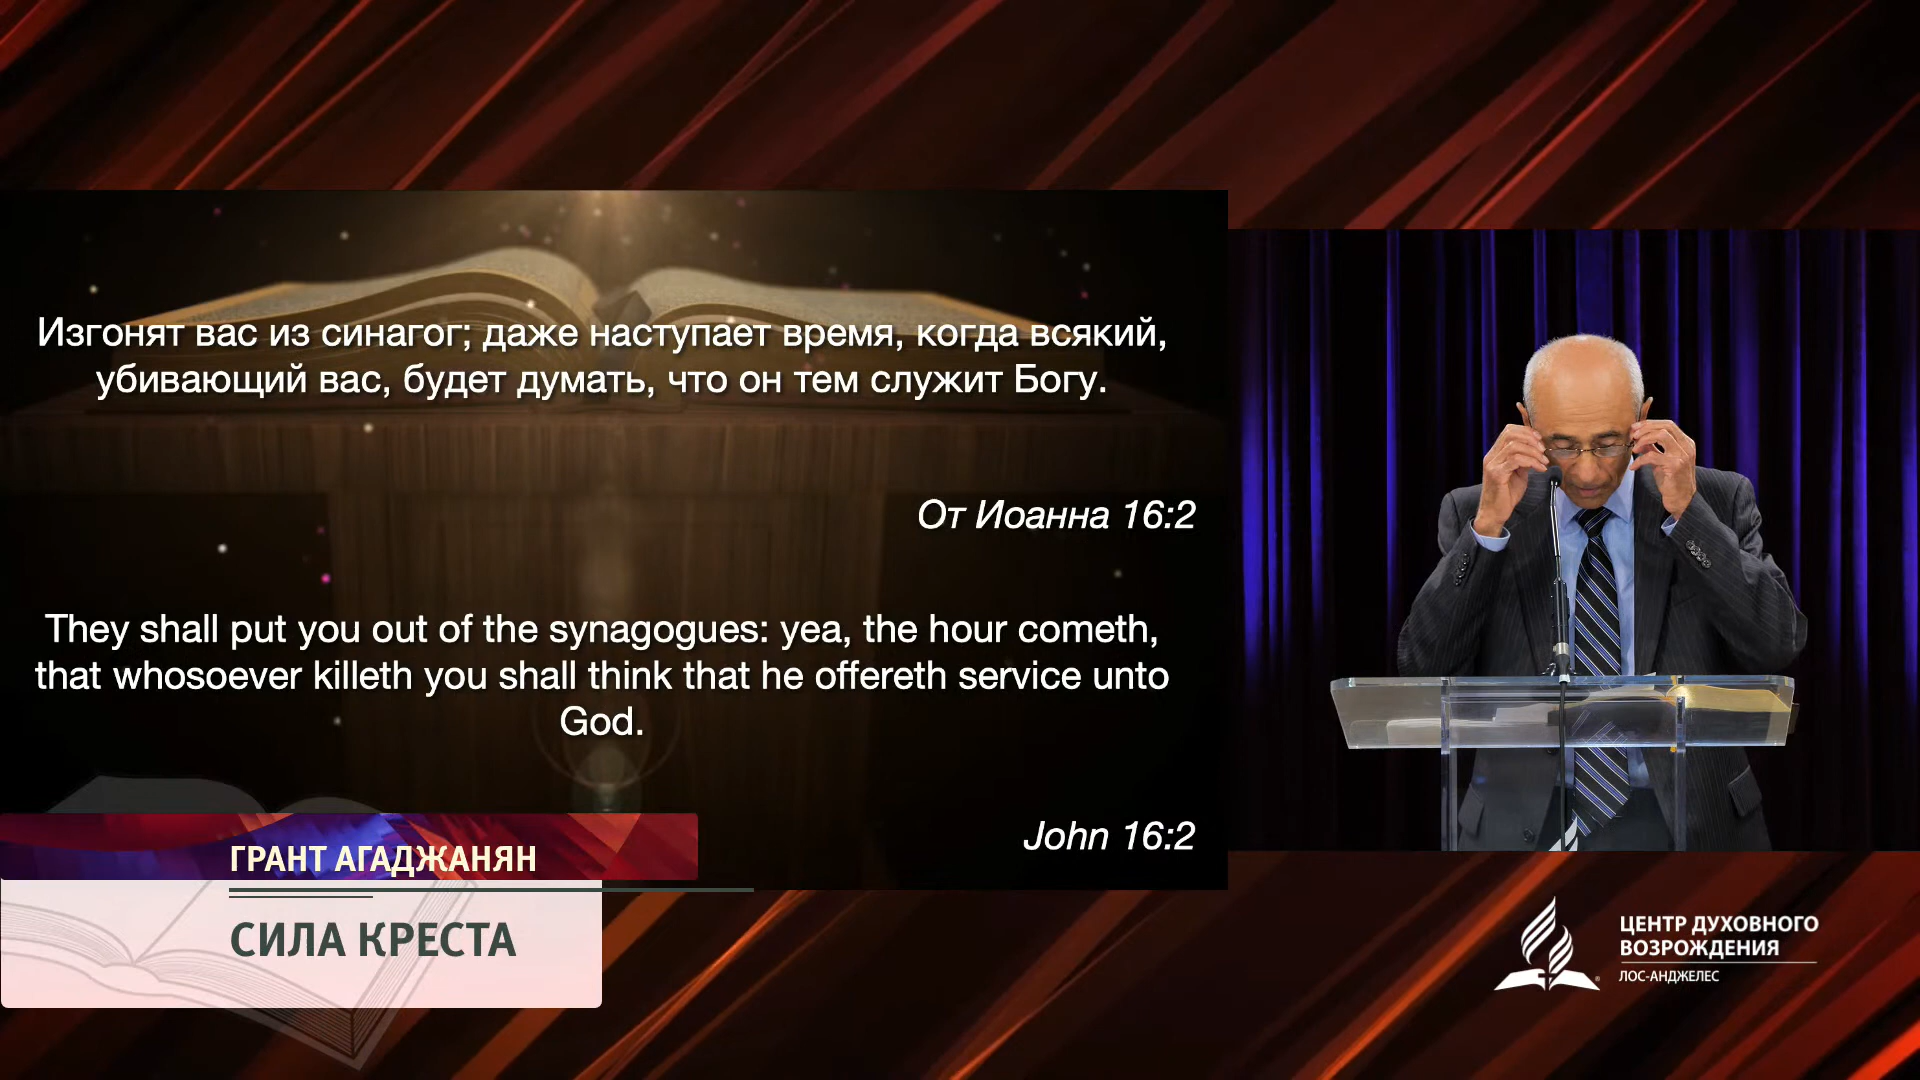 Изгонят вас из синагог; даже наступает время, когда всякий,
убивающий вас, будет думать, что он тем служит Богу.
От Иоанна 16:2
They shall put you out of the synagogues: yea, the hour cometh,
that whosoever killeth you shall think that he offereth service unto
God.
John 16:2
ГРАНТ АГАДЖАНЯН
СИЛА КРЕСТА
ЦЕНТР ДУХОВНОГО
ВОЗРОЖДЕНИЯ
ЛОС-АНДЖЕЛЕС